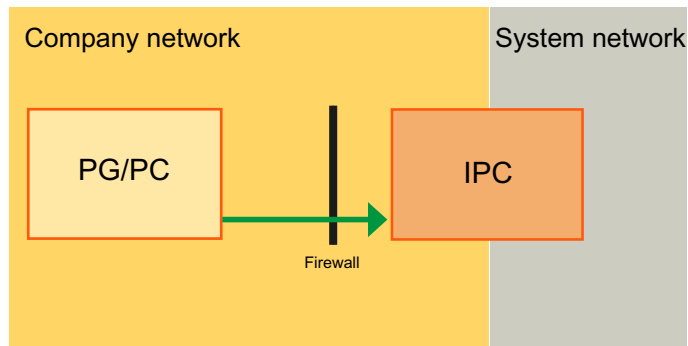 Company network
System network
PG/PC
IPC
Firewall